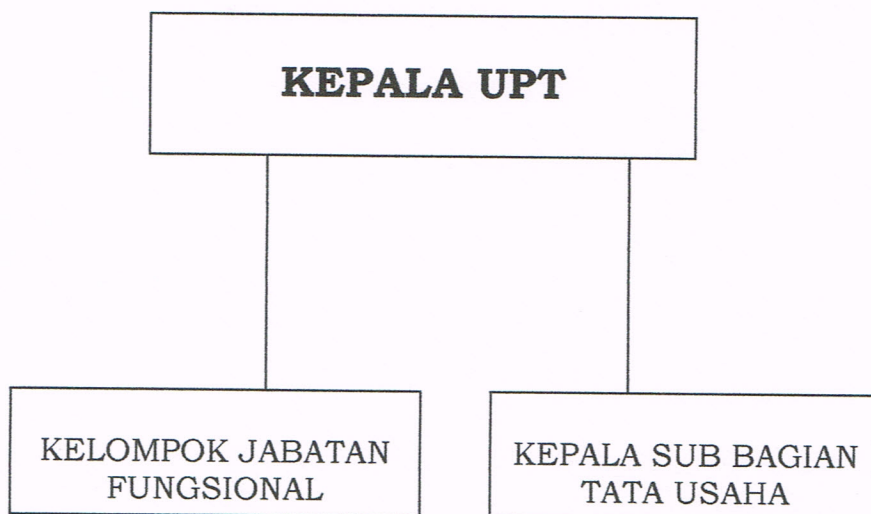 KEPALA UPT
KELOMPOK JABATAN
FUNGSIONAL
KEPALA SUB BAGIAN
TATA USAHA